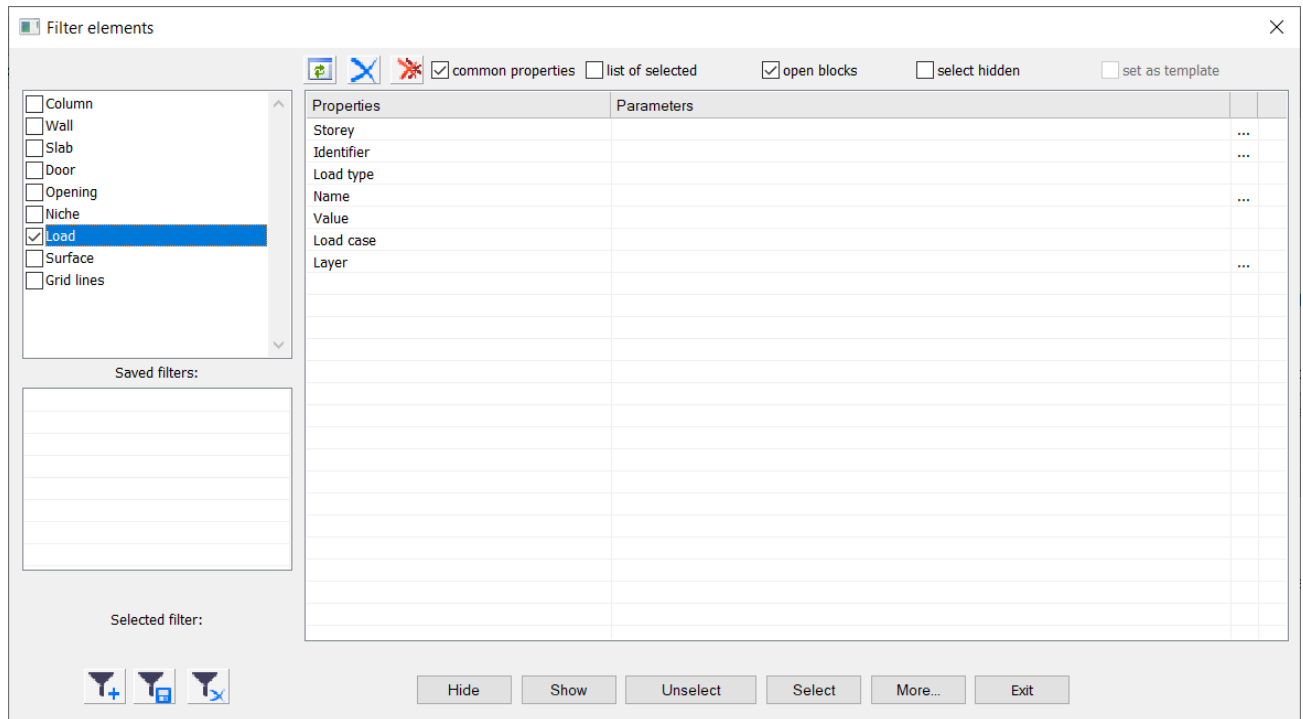 Filter elements
common properties list of selected open blocks select hidden set as template
Column
Wall
Slab
Door
Opening
Niche
Load
Surface
Grid lines
Saved filters:
Selected filter:
Properties Parameters
Storey ...
Identifier ...
Load type
Name ...
Value
Load case
Layer ...
Hide Show Unselect Select More... Exit